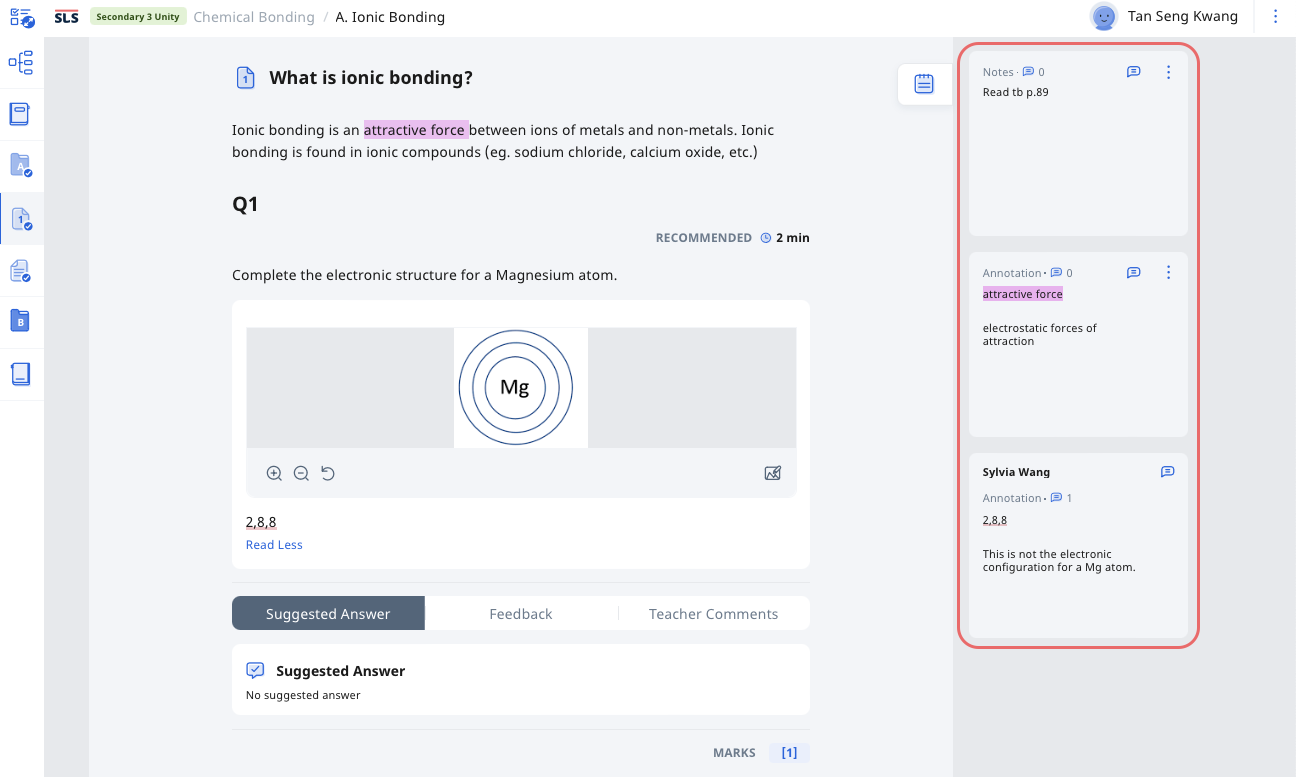 SLS Secondary 3 Unity Chemical Bonding / A. Ionic Bonding
Tan Seng Kwang
A
1
B
1 What is ionic bonding?
Ionic bonding is an attractive force between ions of metals and non-metals. Ionic
bonding is found in ionic compounds (eg. sodium chloride, calcium oxide, etc.)
Q1
RECOMMENDED 2 min
Complete the electronic structure for a Magnesium atom.
Mg
2,8,8
Read Less
Suggested Answer Feedback Teacher Comments
Suggested Answer
No suggested answer
MARKS [1]
Notes · 0
Read tb p.89
Annotation · 0
attractive force
electrostatic forces of
attraction
Sylvia Wang
Annotation · 1
2,8,8
This is not the electronic
configuration for a Mg atom.